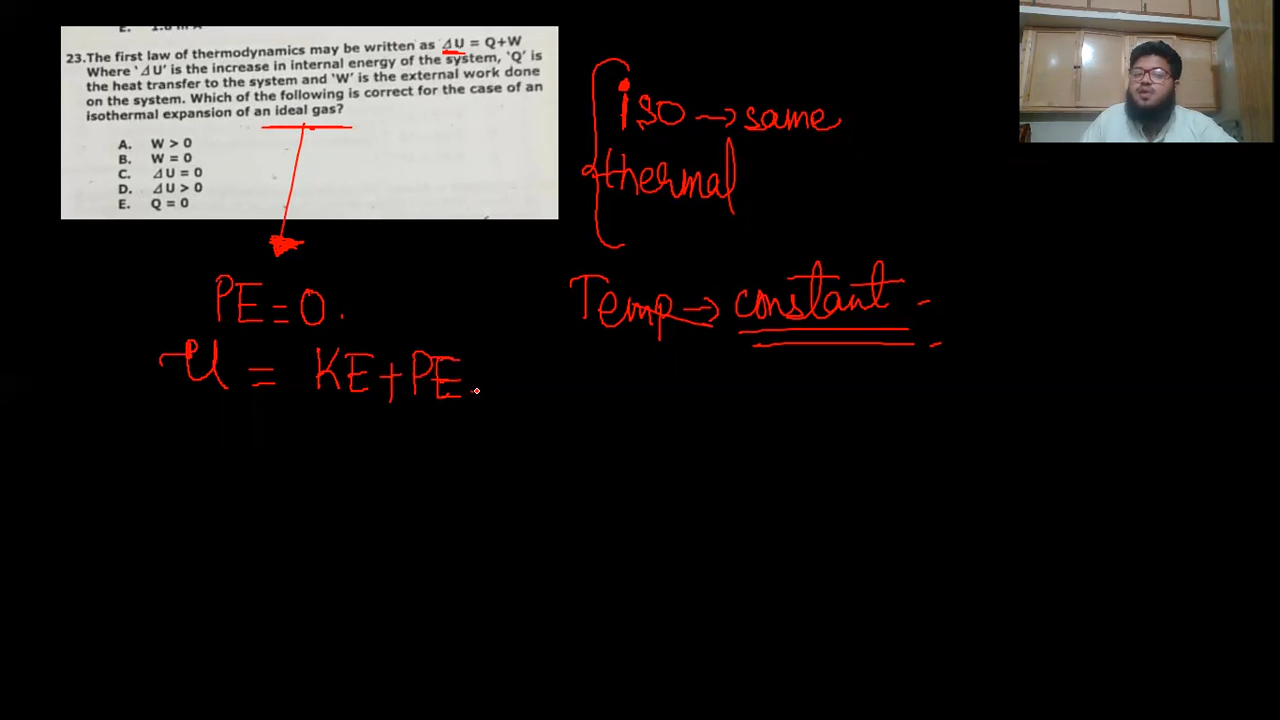 23.The first law of thermodynamics may be written as ΔU = Q+W
Where 'ΔU' is the increase in internal energy of the system, 'Q' is
the heat transfer to the system and 'W' is the external work done
on the system. Which of the following is correct for the case of an
isothermal expansion of an ideal gas?
A. W > 0
B. W = 0
C. ΔU = 0
D. ΔU > 0
E. Q = 0
iso → same
thermal
Temp → constant
PE = 0.
U = KE + PE